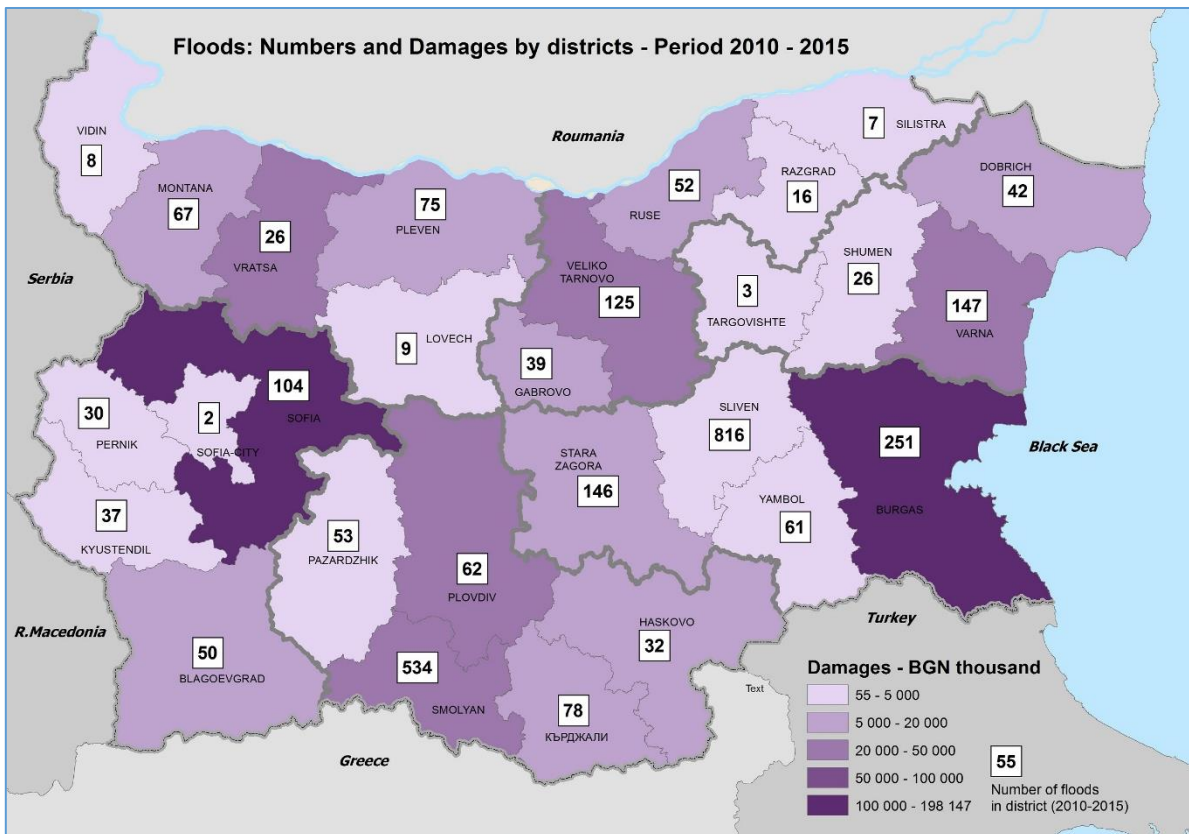 Floods: Numbers and Damages by districts - Period 2010 - 2015
Roumania
VIDIN
8
7
SILISTRA
MONTANA
67
75
PLEVEN
52
RUSE
RAZGRAD
16
DOBRICH
42
26
VRATSA
Serbia
VELIKO
TARNOVO
125
3
TARGOVISHTE
SHUMEN
26
147
VARNA
LOVECH
9
39
GABROVO
104
SOFIA
30
PERNIK
2
SOFIA-CITY
SLIVEN
816
251
BURGAS
Black Sea
STARA
ZAGORA
146
YAMBOL
61
37
KYUSTENDIL
53
PAZARDZHIK
62
PLOVDIV
R.Macedonia
50
BLAGOEVGRAD
534
SMOLYAN
HASKOVO
32
78
КЪРДЖАЛИ
Turkey
Greece
Text
Damages - BGN thousand
55 - 5 000
5 000 - 20 000
20 000 - 50 000
50 000 - 100 000
100 000 - 198 147
55
Number of floods
in district (2010-2015)